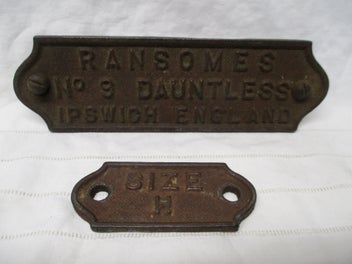 RANSOMES
No 3 DAUNTLESS
IPSWICH ENGLAND
SIZE
H